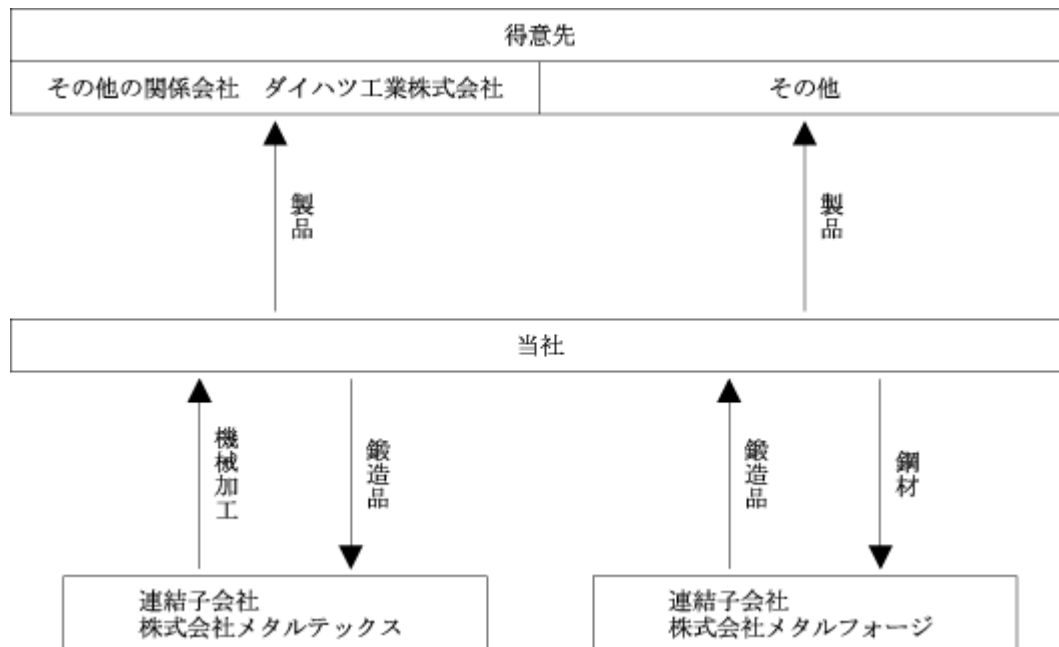 得意先
その他の関係会社　ダイハツ工業株式会社
その他
製品
製品
当社
機械加工
鍛造品
鍛造品
鋼材
連結子会社
株式会社メタルテックス
連結子会社
株式会社メタルフォージ